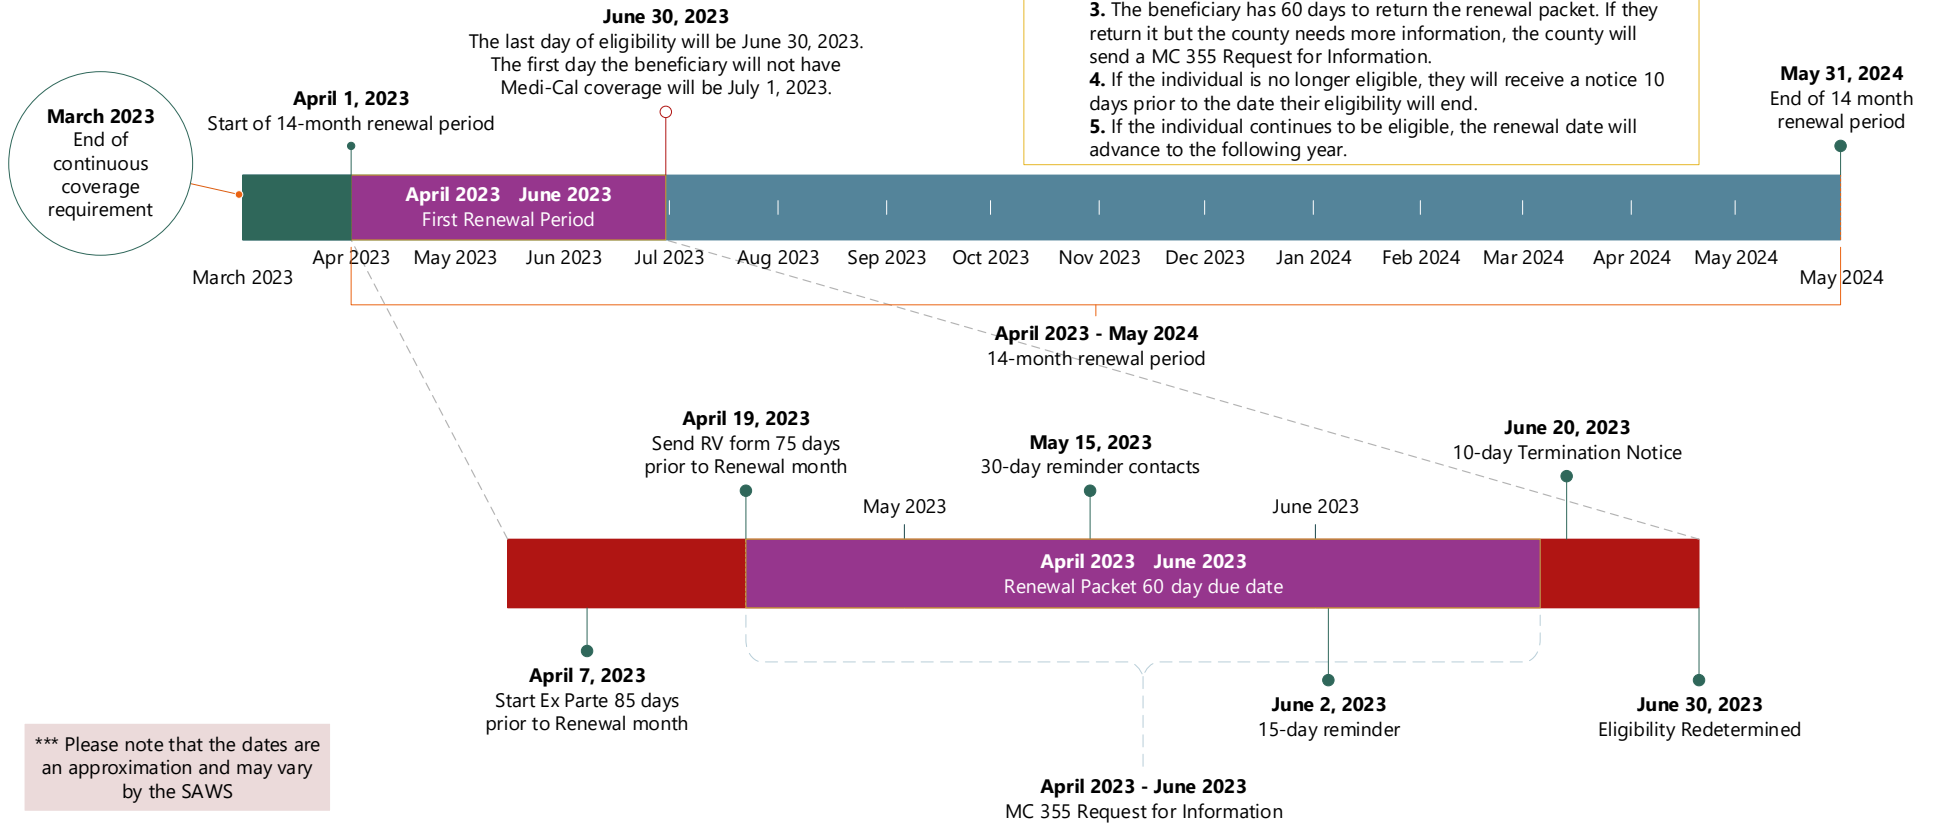 June 30, 2023
The last day of eligibility will be June 30, 2023.
The first day the beneficiary will not have
Medi-Cal coverage will be July 1, 2023.
3. The beneficiary has 60 days to return the renewal packet. If they
return it but the county needs more information, the county will
send a MC 355 Request for Information.
4. If the individual is no longer eligible, they will receive a notice 10
days prior to the date their eligibility will end.
5. If the individual continues to be eligible, the renewal date will
advance to the following year.
May 31, 2024
End of 14 month
renewal period
April 1, 2023
Start of 14-month renewal period
March 2023
End of
continuous
coverage
requirement
April 2023 June 2023
First Renewal Period
March 2023
Apr 2023
May 2023
Jun 2023
Jul 2023
Aug 2023
Sep 2023
Oct 2023
Nov 2023
Dec 2023
Jan 2024
Feb 2024
Mar 2024
Apr 2024
May 2024
May 2024
April 2023 - May 2024
14-month renewal period
April 19, 2023
Send RV form 75 days
prior to Renewal month
May 15, 2023
30-day reminder contacts
June 20, 2023
10-day Termination Notice
May 2023
June 2023
April 2023 June 2023
Renewal Packet 60 day due date
April 7, 2023
Start Ex Parte 85 days
prior to Renewal month
June 2, 2023
15-day reminder
June 30, 2023
Eligibility Redetermined
*** Please note that the dates are
an approximation and may vary
by the SAWS
April 2023 - June 2023
MC 355 Request for Information